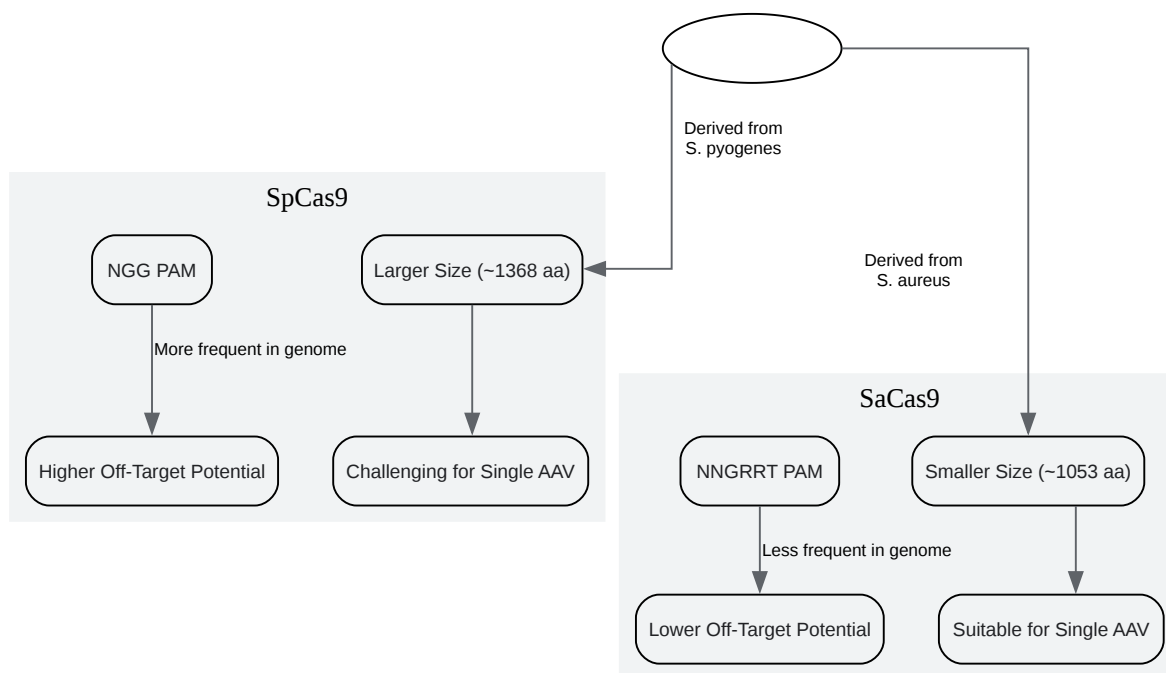 Derived from
S. pyogenes
SpCas9
NGG PAM
Larger Size (~1368 aa)
Derived from
S. aureus
More frequent in genome
SaCas9
Higher Off-Target Potential
Challenging for Single AAV
NNGRRT PAM
Smaller Size (~1053 aa)
Less frequent in genome
Lower Off-Target Potential
Suitable for Single AAV